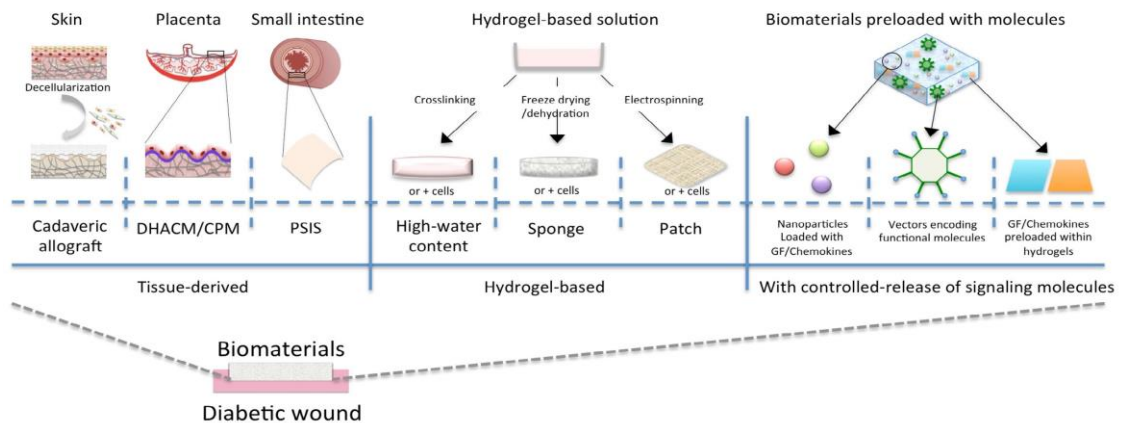 Skin
Placenta
Small intestine
Hydrogel-based solution
Biomaterials preloaded with molecules
Decellularization
Crosslinking
Freeze drying
/dehydration
Electrospinning
or + cells
or + cells
or + cells
Cadaveric
allograft
DHACM/CPM
PSIS
High-water
content
Sponge
Patch
Nanoparticles
Loaded with
GF/Chemokines
Vectors encoding
functional molecules
GF/Chemokines
preloaded within
hydrogels
Tissue-derived
Hydrogel-based
With controlled-release of signaling molecules
Biomaterials
Diabetic wound